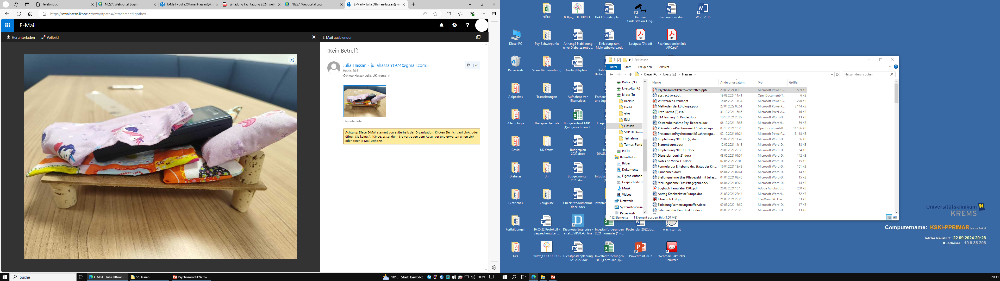 Telefonbuch
NIZZA Webportal Login
E-Mail – Julia.OthmanHassan@kr
Einladung Fachtagung 2024_web.
NIZZA Webportal Login
E-Mail – Julia.OthmanHassan@kr
https://owaintern.lknoe.at/owa/#path=/attachmentlightbox
E-Mail
Herunterladen
Vollbild
E-Mail ausblenden
(Kein Betreff)
Julia Hassan <juliahassan1974@gmail.com>
Heute, 20:31
OthmanHassan Julia, UK Krems
Herunterladen
Achtung: Diese E-Mail stammt von außerhalb der Organisation. Klicken Sie nicht auf Links oder
öffnen Sie keine Anhänge, es sei denn Sie vertrauen dem Absender und erwarten einen Link
oder einen E-Mail Anhang.
Suche
E-Mail – Julia.Othma...
S:\Hassan
PsychosomatikNetzw...
18°C Stark bewölkt
20:39
NÖKIS
800px_COLOURBO...
Dok1.Stundenplan....
Kamera
Kinderstation-Eing...
Reanimations.docx
Word 2016
Dieser PC
Psy-Schwerpunkt
Anhang3 Etablierung
einer Diabetesambu...
Einladung zum
Malwettbewerb.odt
Laufpass TAs.pdf
Reanimationsleitlinie
ARC.pdf
Papierkorb
Scans für Bewerbung
Assitag Nephro.rtf
Etabl
Diabetes
Adipositas
Teamsitzungen
Aufnahme von
Eltern.docx
Fachärzt
und Jug
Allergologie
Therapieschemata
Budgetanford_MJP...
(1)eingereicht am 3...
Frageb
(3
Covid
UK Krems
Budgetplan
2022.docx
HÄ
DIAGN
Diabetes
Uni
Budgetwunsch
2023.docx
Infoblatt
(1
Exotisches
Zeugnisse
Checkliste.Aufnahme.
docx.docx
Inventar
Fortbildungen
16.05.22 Protokoll -
Besprechung Leh...
Diagnosia Enterprise -
ersetzt VIDAL-Online
Investanforderungen
2021_Formular (1) (...
Postenplan2022doc...
wachstum.at
KVs
800px_COLOURBO...
Dienstpostenplanung
PSY 2022.doc
Investanforderungen
2021_Formular (1)....
PowerPoint 2016
Webmail - aktueller
Benutzer
S:\Hassan
Datei
Start
Freigeben
Ansicht
Dieser PC
ki-arz (S:)
Hassan
Hassan durchsuchen
Public (N:)
ki-arz-ltg (P:)
ki-arz (S:)
Backup
Dadak
elke
ELLI
Hassan
SOP UK Krem
Teilnahme
Turnus-Fortb
ki (T:)
Bibliotheken
Bilder
Dokumente
Eigene Aufnah
Gespeicherte B
Musik
Videos
Netzwerk
Systemsteuerung
Papierkorb
Name Änderungsdatum Typ Größe
PsychosomatikNetzwerktreffen.pptx 20.09.2024 00:10 Microsoft PowerP... 3.589 KB
abstract vwa.odt 19.08.2024 11:41 OpenDocument-T... 6 KB
Wir werden Eltern!.ppt 16.05.2022 11:34 Microsoft PowerP... 3.276 KB
Methoden der Ethologie.pptx 27.04.2022 00:51 Microsoft PowerP... 3.144 KB
Liste-Krems (2).xlsx 31.12.2021 16:46 Microsoft Excel-A... 16 KB
SIM Training für Kinder.docx 10.10.2021 20:22 Microsoft Word-D... 13 KB
Kostenübernahme Psyl Rebecca.doc 06.10.2021 13:55 Microsoft Word 9... 59 KB
PräsentationPsychosomatik5Jahrestagu... 03.10.2021 15:28 OpenDocument-P... 11.136 KB
PräsentationPsychosomatik5Jahrestagu... 02.10.2021 01:24 Microsoft PowerP... 15.118 KB
Empfehlung NOTUBE (2).docx 20.09.2021 11:42 Microsoft Word-D... 56 KB
Stammbaum.docx 12.09.2021 11:18 Microsoft Word-D... 88 KB
Empfehlung NOTUBE.docx 28.08.2021 22:33 Microsoft Word-D... 54 KB
Dienstplan Junin21.docx 08.05.2021 07:54 Microsoft Word-D... 142 KB
Notes on Video 1-3.docx 07.05.2021 22:00 Microsoft Word-D... 15 KB
Formular zur Erhebung des Status der Kin... 16.04.2021 18:42 Microsoft Word-D... 101 KB
Einnahmen.docx 05.04.2021 07:41 Microsoft Word-D... 14 KB
Stellungnahme Elias Pflegegeld mit Julias... 04.04.2021 08:40 Microsoft Word-D... 15 KB
Stellungnahme Elias Pflegegeld.docx 04.04.2021 08:29 Microsoft Word-D... 14 KB
Logbuch Famulatur_DPU.pdf 26.03.2021 16:16 Adobe Acrobat D... 260 KB
Antrag KrankenkassePumpe.doc 21.03.2021 23:44 Microsoft Word 9... 52 KB
Libreprotokoll.jpg 21.03.2021 23:26 IrfanView JPG File 53 KB
Einladung Vernetzungstreffen.docx 09.03.2020 16:59 Microsoft Word-D... 17 KB
Sehr geehrter Herr Direktor.docx 06.03.2020 20:25 Microsoft Word-D... 13 KB
152 Elemente 1 Element ausgewählt (3,50 MB)
Universitätsklinikum N
KREMS
Computername: KSKI-PPRIMAR.ks.nk.lokal
letzter Neustart: 22.09.2024 20:28
IP-Adresse: 10.0.36.208
20:39